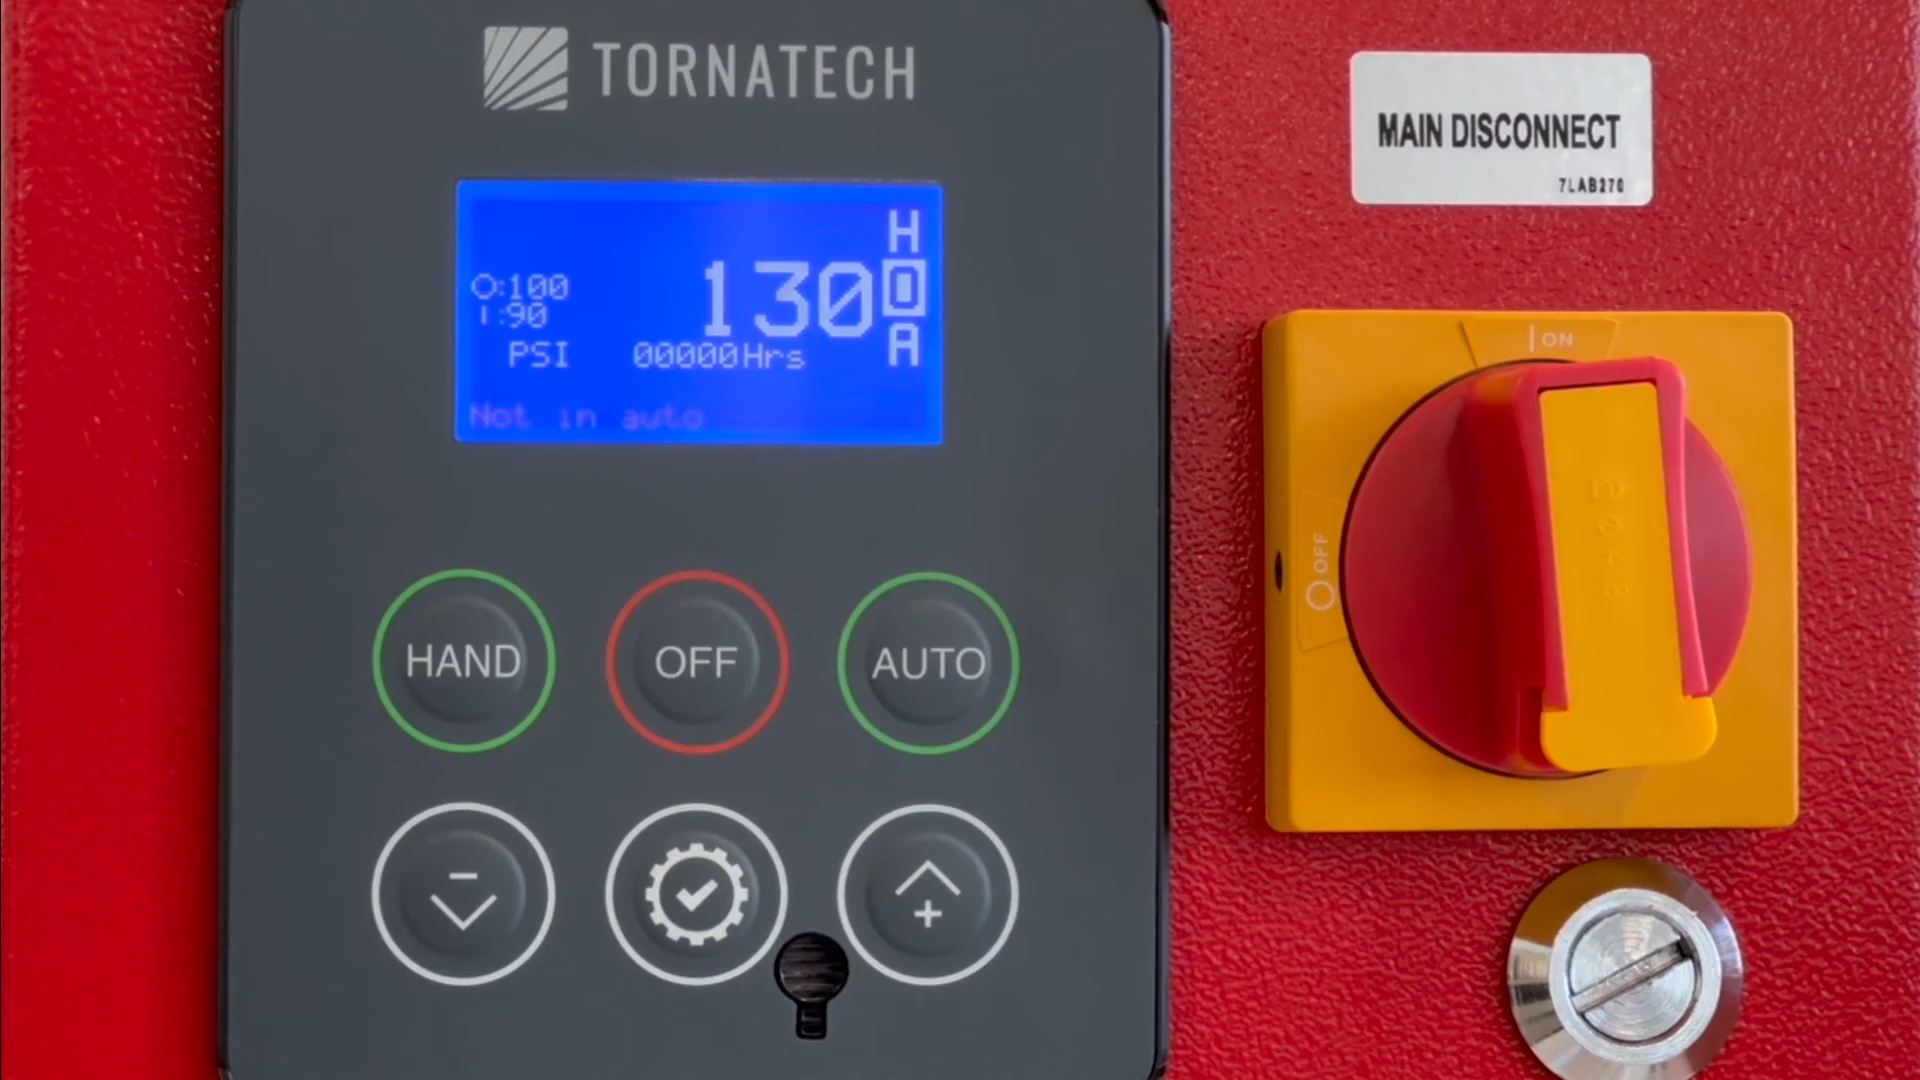 TORNATECH
H
O:100
130
O
I:90
A
PSI
00000Hrs
Not in auto
HAND
OFF
AUTO
-
+
MAIN DISCONNECT
7LAB270
I ON
O OFF